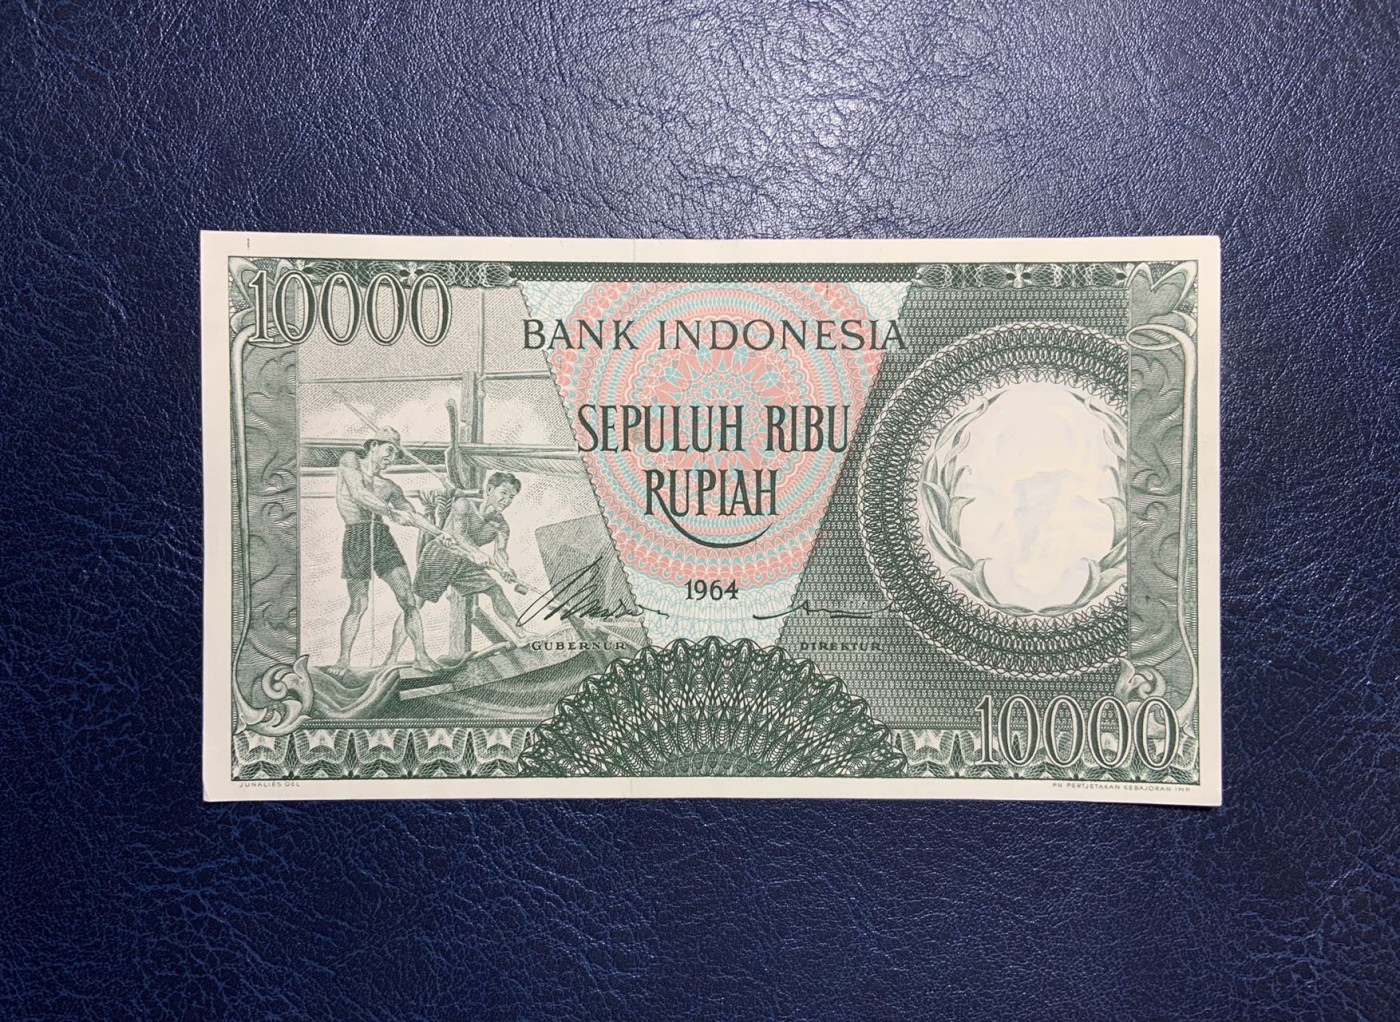 10000
BANK INDONESIA
SEPULUH RIBU
RUPIAH
1964
GUBERNUR
DIREKTUR
10000
JUNALIES DEL
PN PERTJETAKAN KEBAJORAN IMP